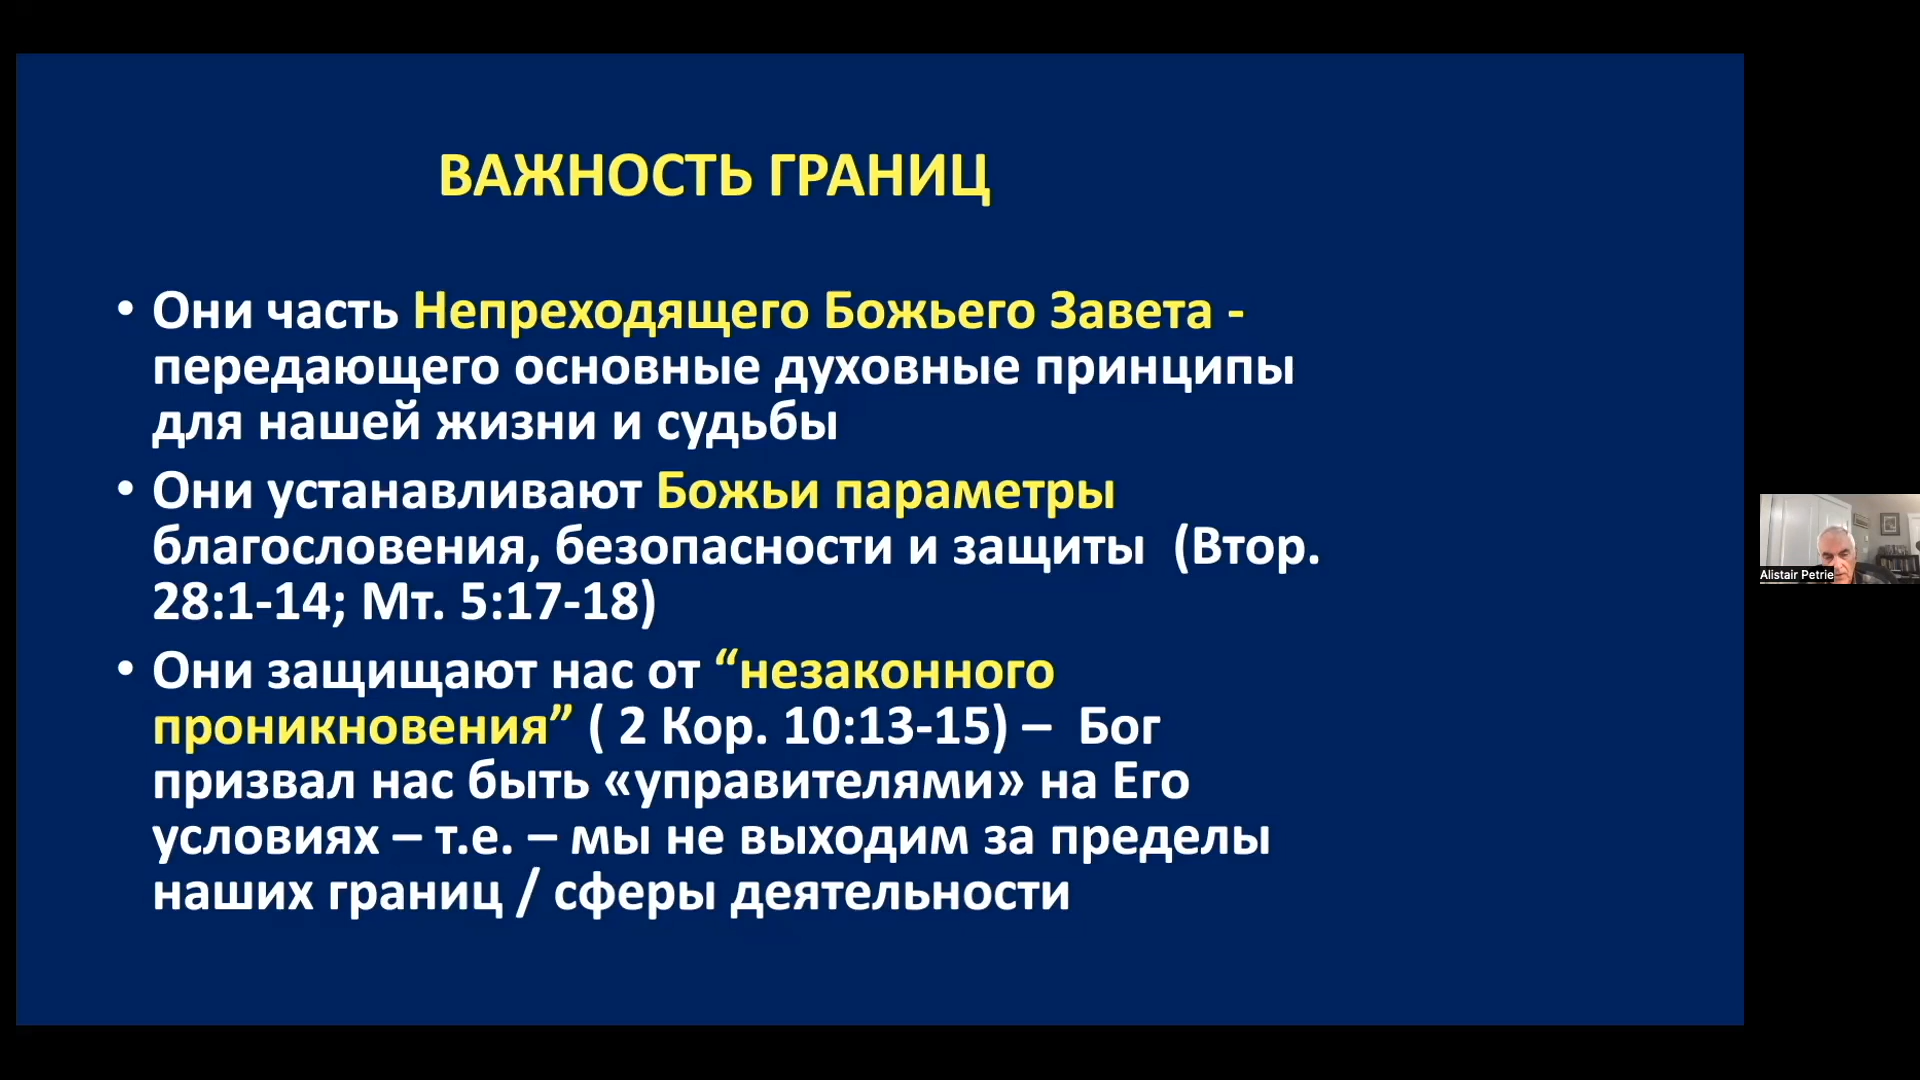 ВАЖНОСТЬ ГРАНИЦ
• Они часть Непреходящего Божьего Завета -
передающего основные духовные принципы
для нашей жизни и судьбы
• Они устанавливают Божьи параметры
благословения, безопасности и защиты (Втор.
28:1-14; Мт. 5:17-18)
• Они защищают нас от “незаконного
проникновения” ( 2 Кор. 10:13-15) – Бог
призвал нас быть «управителями» на Его
условиях – т.е. – мы не выходим за пределы
наших границ / сферы деятельности
Alistair Petrie